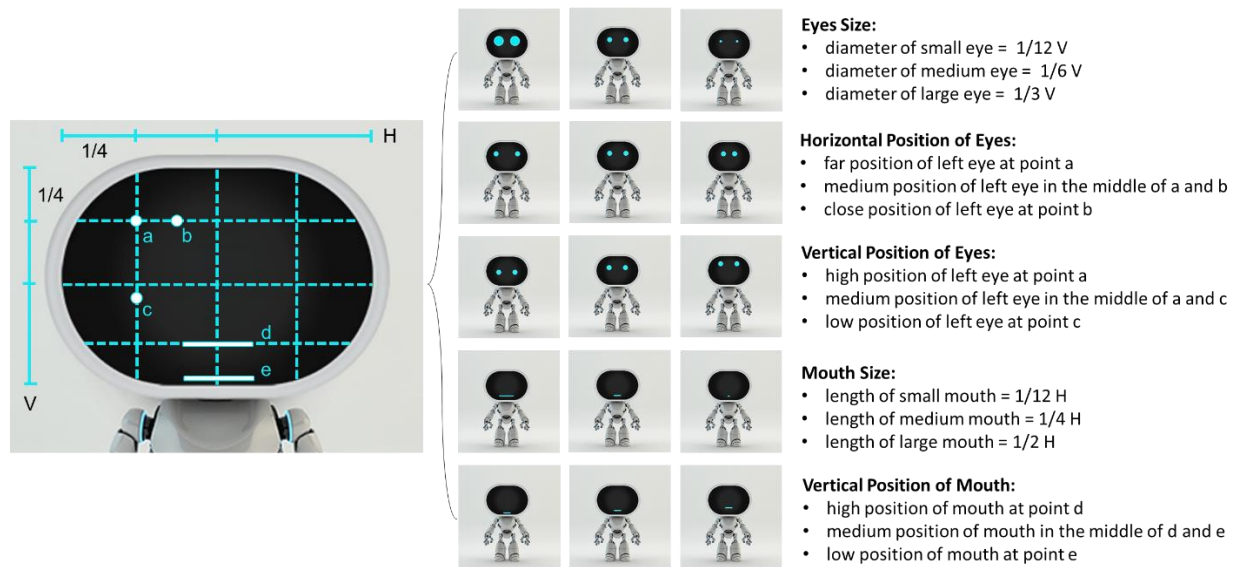 H
1/4
1/4
a
b
c
d
e
V
Eyes Size:
• diameter of small eye = 1/12 V
• diameter of medium eye = 1/6 V
• diameter of large eye = 1/3 V
Horizontal Position of Eyes:
• far position of left eye at point a
• medium position of left eye in the middle of a and b
• close position of left eye at point b
Vertical Position of Eyes:
• high position of left eye at point a
• medium position of left eye in the middle of a and c
• low position of left eye at point c
Mouth Size:
• length of small mouth = 1/12 H
• length of medium mouth = 1/4 H
• length of large mouth = 1/2 H
Vertical Position of Mouth:
• high position of mouth at point d
• medium position of mouth in the middle of d and e
• low position of mouth at point e